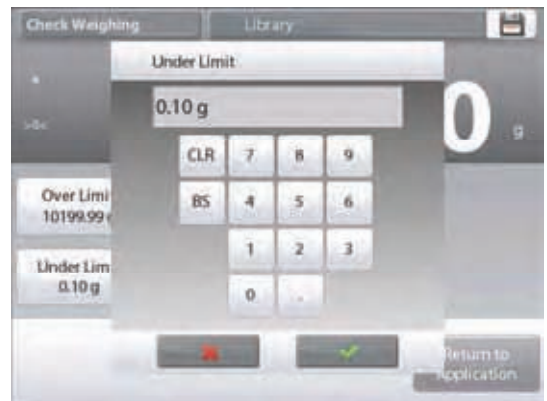 Check Weighing
Library
Under Limit
0.10 g
0
g
CLR
7
8
9
Over Limi
10199.99
BS
4
5
6
1
2
3
Under Lim
0.10 g
0
.
Return to
Application